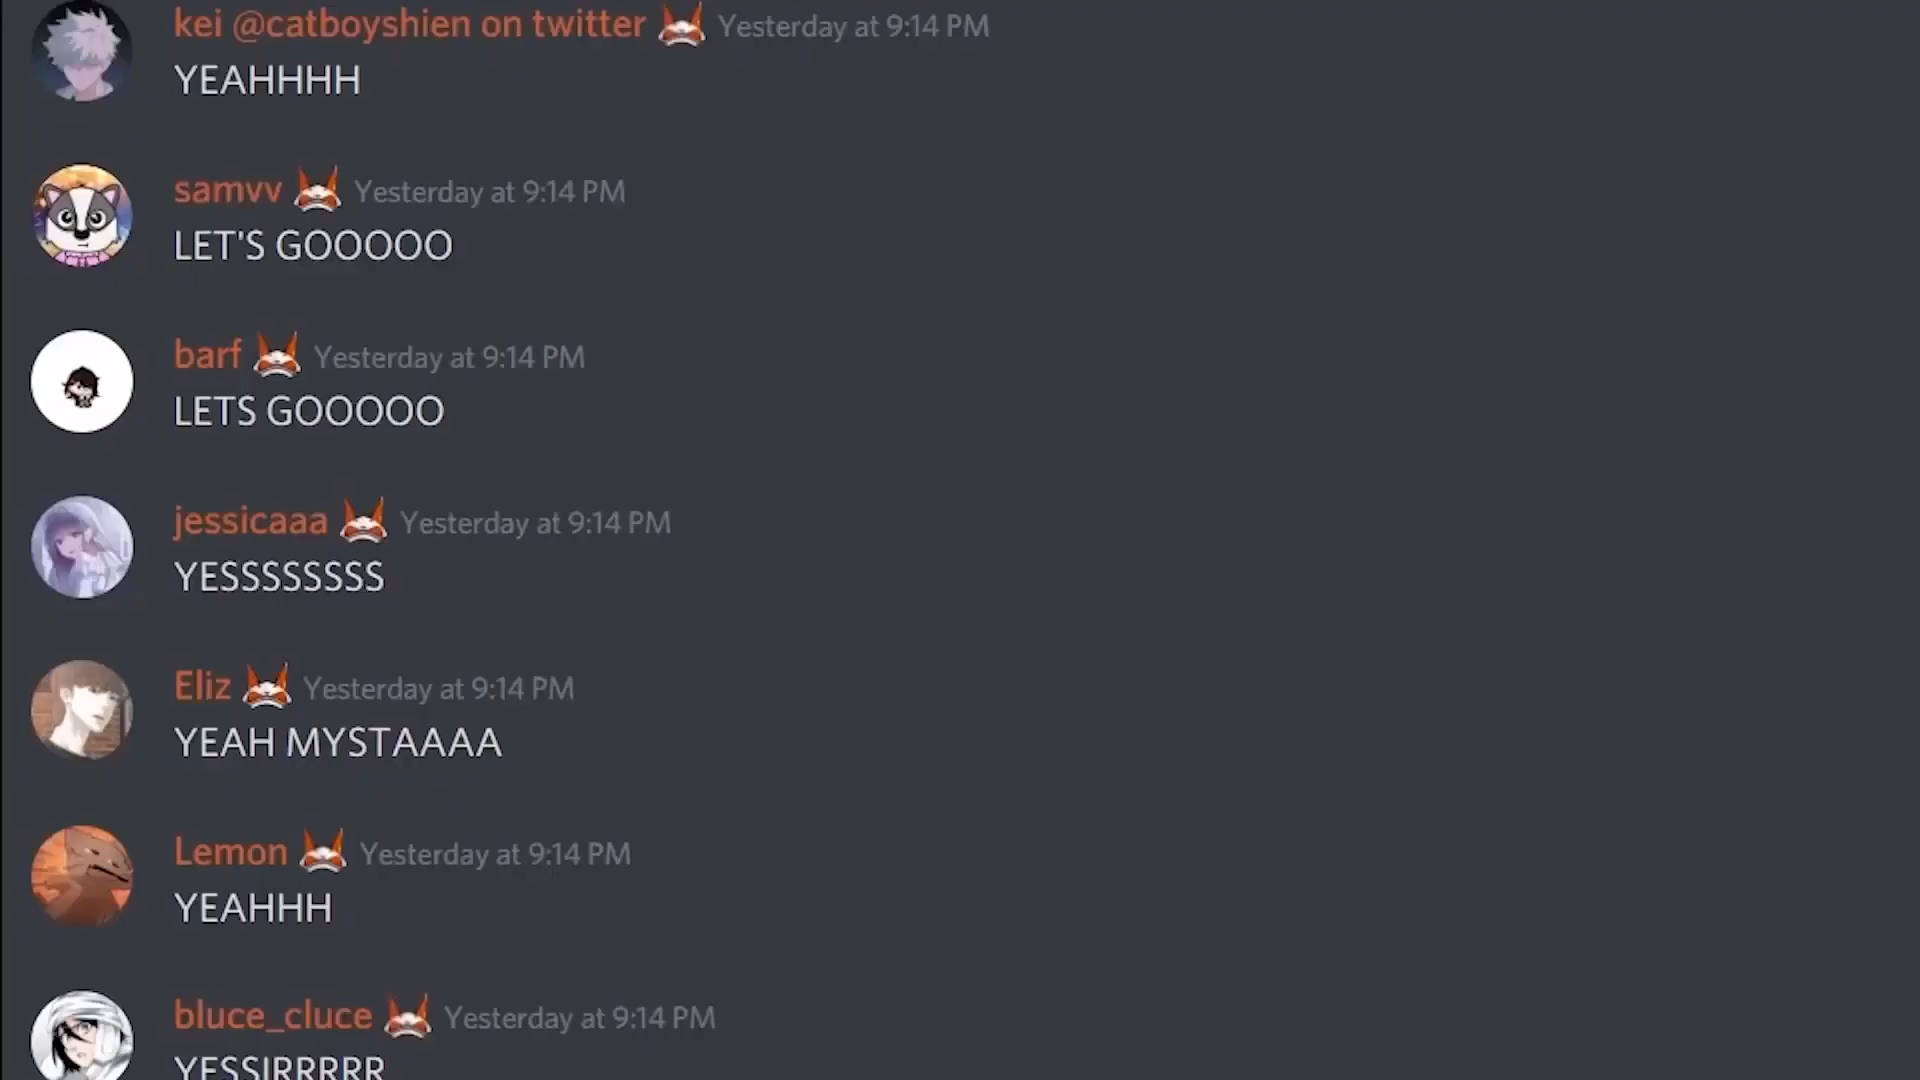 kei @catboyshien on twitter Yesterday at 9:14 PM
YEAHHHH
samvv Yesterday at 9:14 PM
LET'S GOOOOO
barf Yesterday at 9:14 PM
LETS GOOOOO
jessicaaa Yesterday at 9:14 PM
YESSSSSSSS
Eliz Yesterday at 9:14 PM
YEAH MYSTAAAA
Lemon Yesterday at 9:14 PM
YEAHHH
bluce_cluce Yesterday at 9:14 PM
YESSIRRRRR